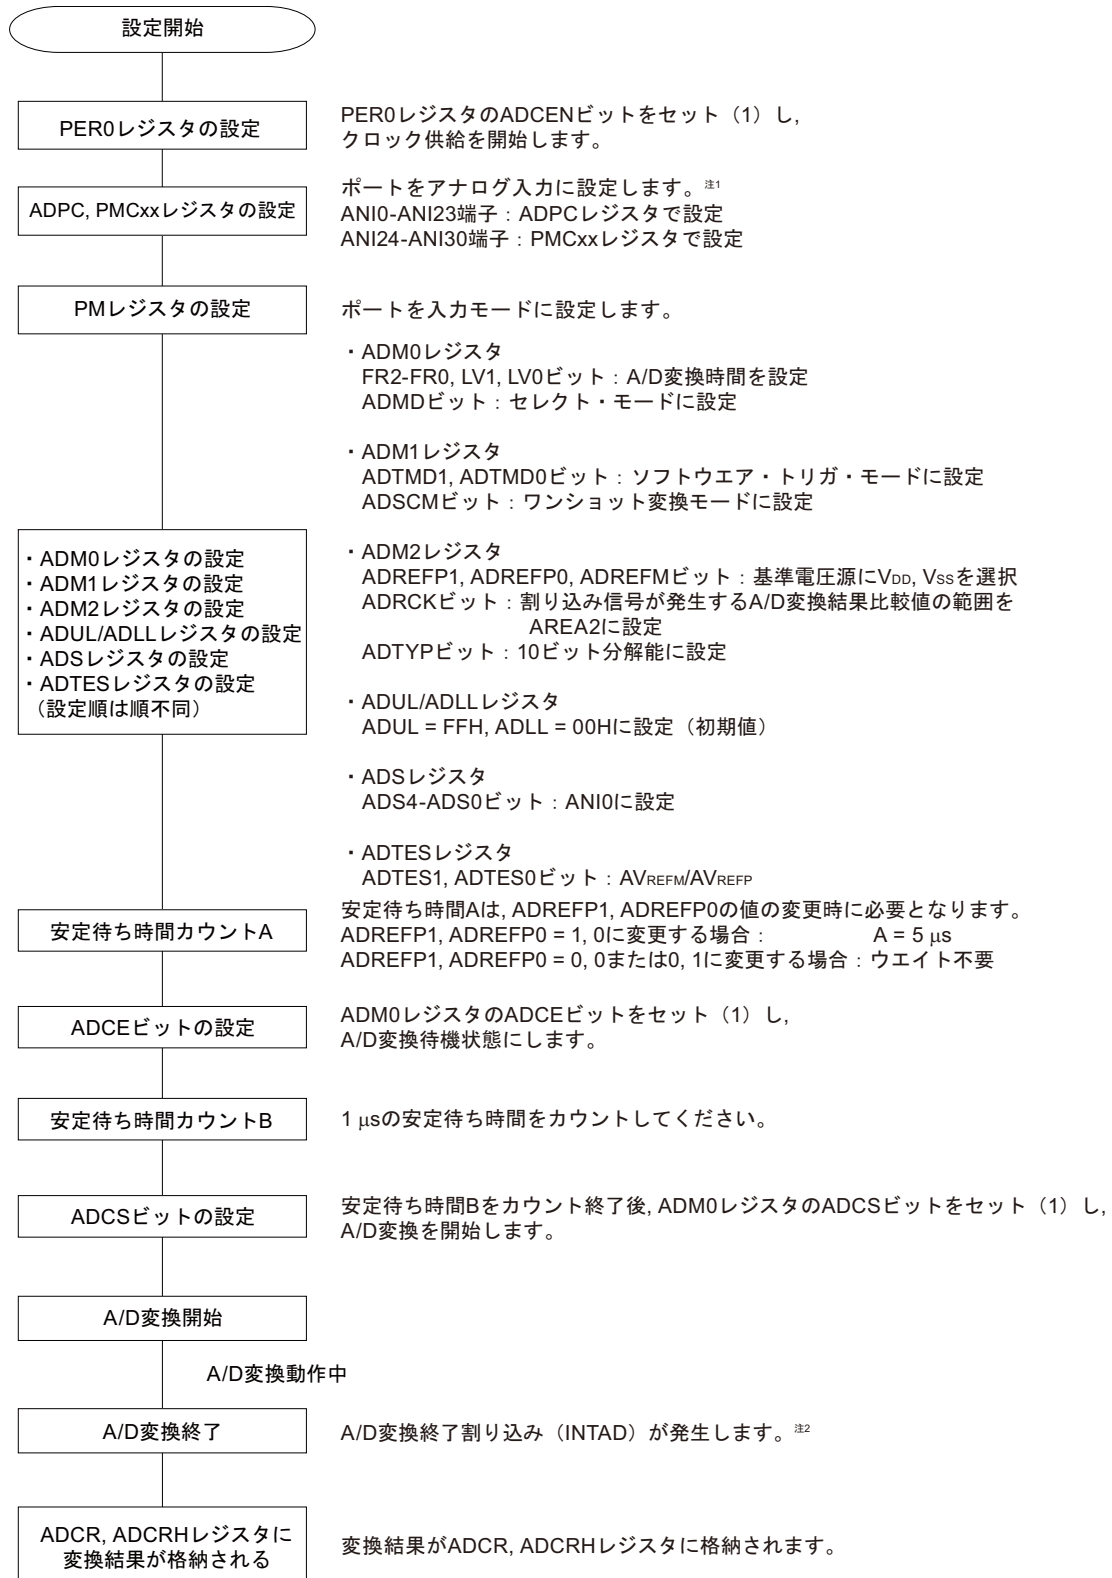 設定開始
PER0レジスタの設定
PER0レジスタのADCENビットをセット（1）し,
クロック供給を開始します。
ADPC, PMCxxレジスタの設定
ポートをアナログ入力に設定します。注1
ANI0-ANI23端子：ADPCレジスタで設定
ANI24-ANI30端子：PMCxxレジスタで設定
PMレジスタの設定
ポートを入力モードに設定します。
・ADM0レジスタの設定
・ADM1レジスタの設定
・ADM2レジスタの設定
・ADUL/ADLLレジスタの設定
・ADSレジスタの設定
・ADTESレジスタの設定
（設定順は順不同）
・ADM0レジスタ
FR2-FR0, LV1, LV0ビット：A/D変換時間を設定
ADMDビット：セレクト・モードに設定
・ADM1レジスタ
ADTMD1, ADTMD0ビット：ソフトウエア・トリガ・モードに設定
ADSCMビット：ワンショット変換モードに設定
・ADM2レジスタ
ADREFP1, ADREFP0, ADREFMビット：基準電圧源にVDD, VSSを選択
ADRCKビット：割り込み信号が発生するA/D変換結果比較値の範囲を
AREA2に設定
ADTYPビット：10ビット分解能に設定
・ADUL/ADLLレジスタ
ADUL = FFH, ADLL = 00Hに設定（初期値）
・ADSレジスタ
ADS4-ADS0ビット：ANI0に設定
・ADTESレジスタ
ADTES1, ADTES0ビット：AVREFM/AVREFP
安定待ち時間カウントA
安定待ち時間Aは, ADREFP1, ADREFP0の値の変更時に必要となります。
ADREFP1, ADREFP0 = 1, 0に変更する場合： A = 5 μs
ADREFP1, ADREFP0 = 0, 0または0, 1に変更する場合：ウエイト不要
ADCEビットの設定
ADM0レジスタのADCEビットをセット（1）し,
A/D変換待機状態にします。
安定待ち時間カウントB
1 μsの安定待ち時間をカウントしてください。
ADCSビットの設定
安定待ち時間Bをカウント終了後, ADM0レジスタのADCSビットをセット（1）し,
A/D変換を開始します。
A/D変換開始
A/D変換動作中
A/D変換終了
A/D変換終了割り込み（INTAD）が発生します。注2
ADCR, ADCRHレジスタに
変換結果が格納される
変換結果がADCR, ADCRHレジスタに格納されます。